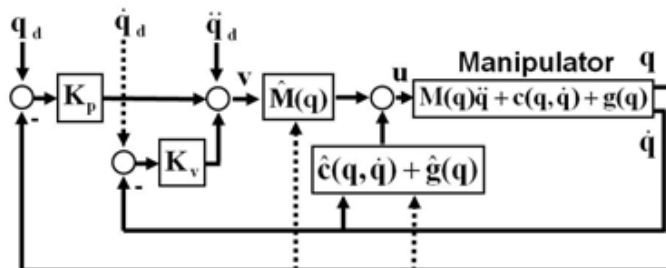 q d
q̇ d
q̈ d
Manipulator
q
K p
v
M̂(q)
u
M(q)q̈ + c(q, q̇) + g(q)
-
q̇
K v
ĉ(q, q̇) + ĝ(q)
-